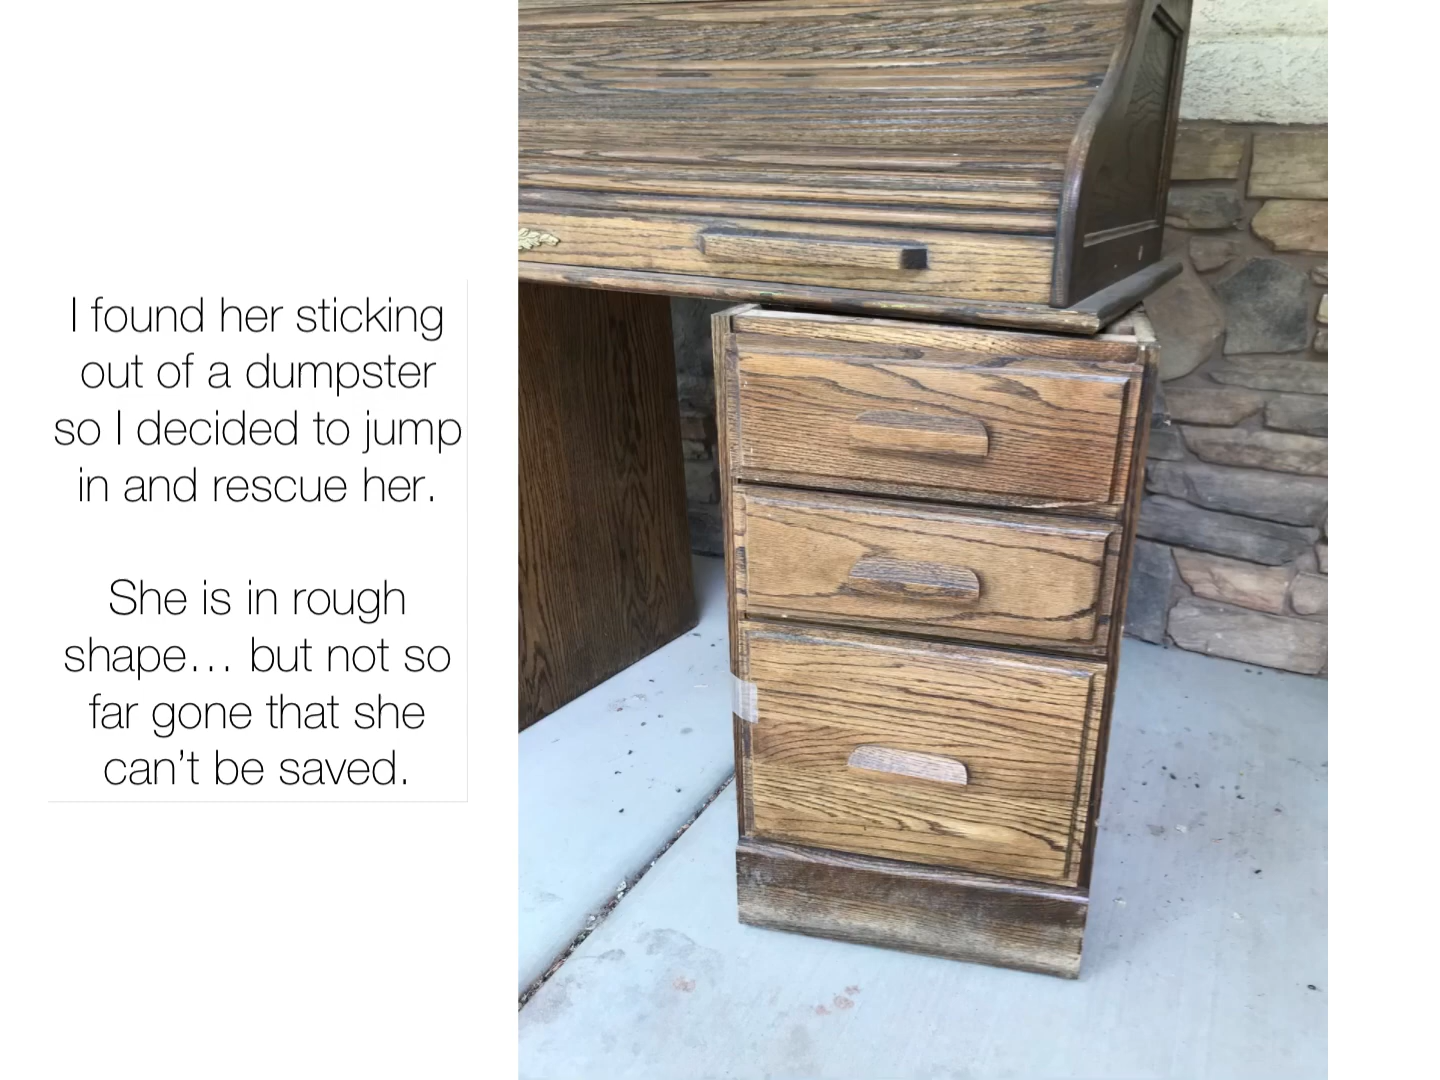 I found her sticking
out of a dumpster
so I decided to jump
in and rescue her.
She is in rough
shape... but not so
far gone that she
can't be saved.